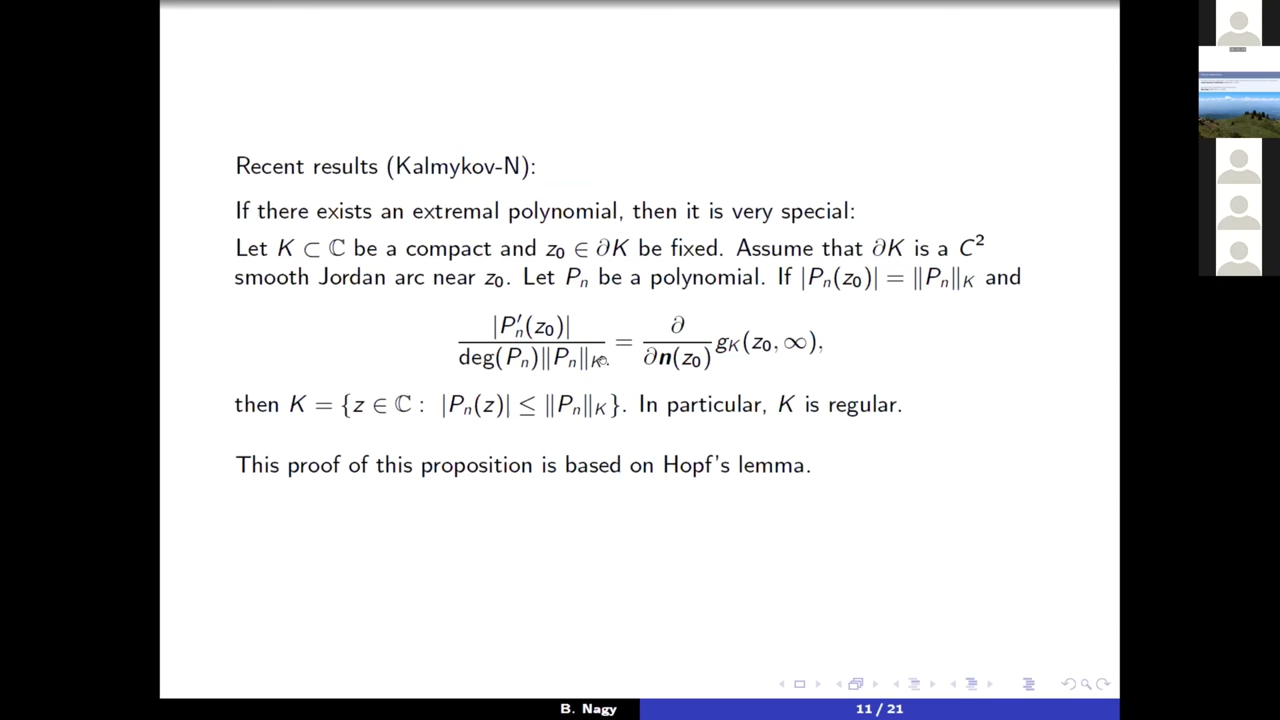 Recent results (Kalmykov-N):
If there exists an extremal polynomial, then it is very special:
Let K ⊂ ℂ be a compact and z₀ ∈ ∂K be fixed. Assume that ∂K is a C²
smooth Jordan arc near z₀. Let Pₙ be a polynomial. If |Pₙ(z₀)| = ‖Pₙ‖_K and
|P′ₙ(z₀)| / deg(Pₙ)‖Pₙ‖_K = ∂/∂n(z₀) g_K(z₀, ∞),
then K = {z ∈ ℂ : |Pₙ(z)| ≤ ‖Pₙ‖_K}. In particular, K is regular.
This proof of this proposition is based on Hopf's lemma.
B. Nagy 11 / 21